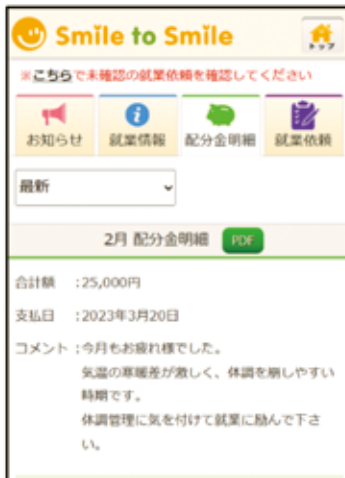 Smile to Smile
トップ
※こちらで未確認の就業依頼を確認してください
お知らせ 就業情報 配分金明細 就業依頼
最新
2月 配分金明細 PDF
合計額 :25,000円
支払日 :2023年3月20日
コメント :今月もお疲れ様でした。
気温の寒暖差が激しく、体調を崩しやすい
時期です。
体調管理に気を付けて就業に励んで下さ
い。